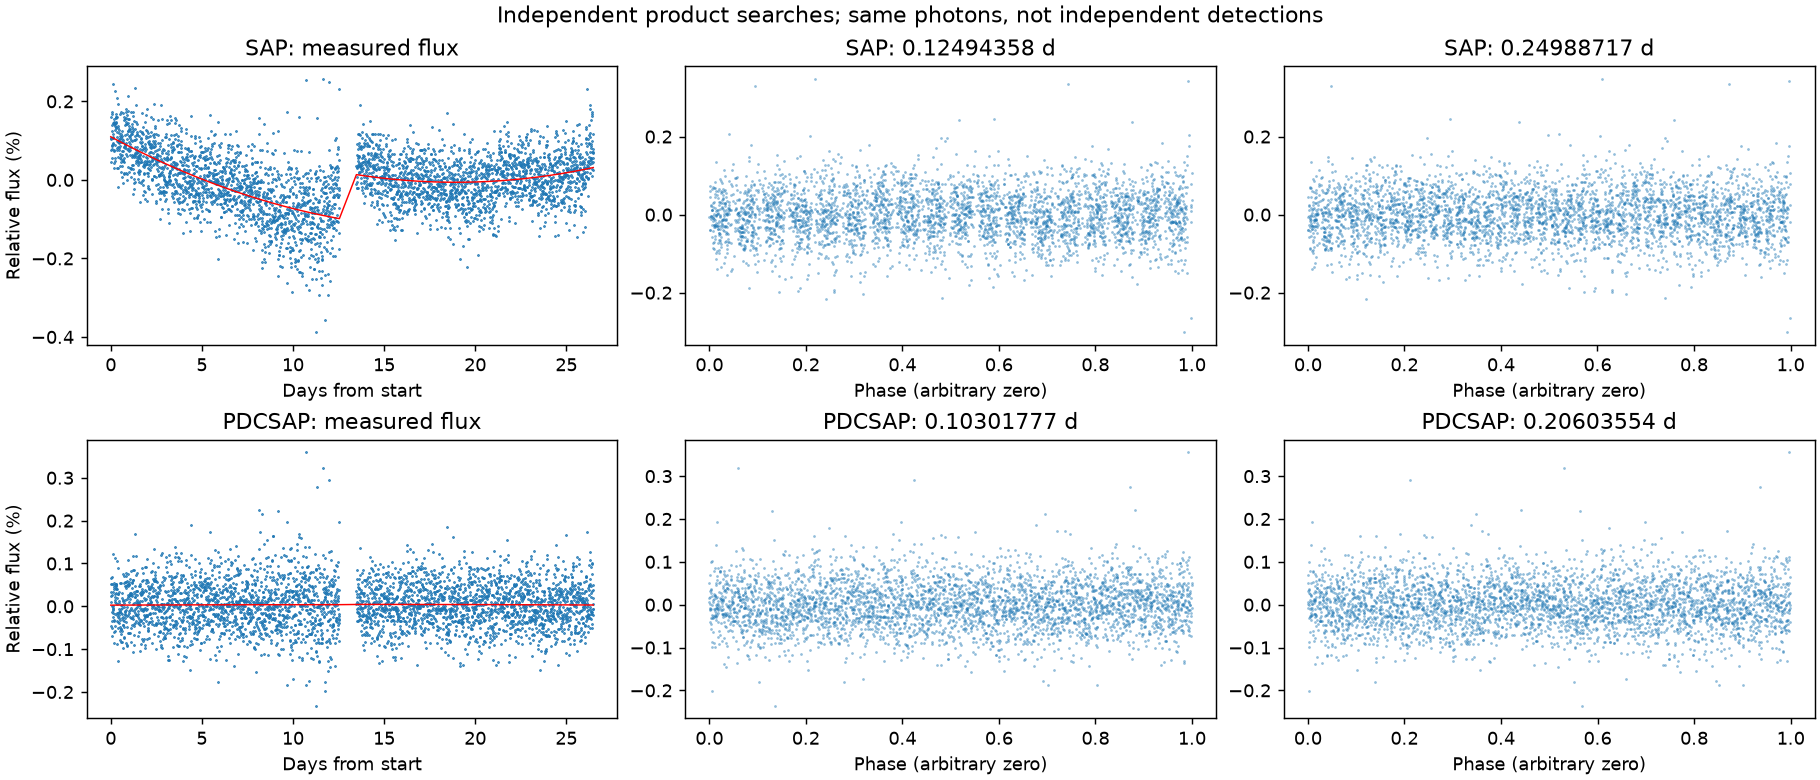 Independent product searches; same photons, not independent detections
SAP: measured flux
SAP: 0.12494358 d
SAP: 0.24988717 d
Relative flux (%)
0.2
0.0
−0.2
−0.4
0.2
0.0
−0.2
0.2
0.0
−0.2
0 5 10 15 20 25
0.0 0.2 0.4 0.6 0.8 1.0
0.0 0.2 0.4 0.6 0.8 1.0
Days from start
Phase (arbitrary zero)
Phase (arbitrary zero)
PDCSAP: measured flux
PDCSAP: 0.10301777 d
PDCSAP: 0.20603554 d
Relative flux (%)
0.3
0.2
0.1
0.0
−0.1
−0.2
0.3
0.2
0.1
0.0
−0.1
−0.2
0.3
0.2
0.1
0.0
−0.1
−0.2
0 5 10 15 20 25
0.0 0.2 0.4 0.6 0.8 1.0
0.0 0.2 0.4 0.6 0.8 1.0
Days from start
Phase (arbitrary zero)
Phase (arbitrary zero)